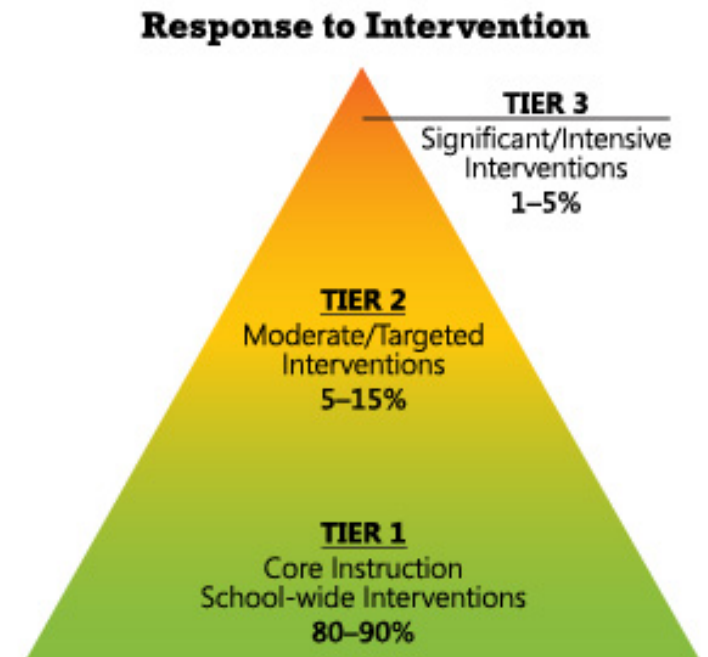 Response to Intervention
TIER 3
Significant/Intensive
Interventions
1–5%
TIER 2
Moderate/Targeted
Interventions
5–15%
TIER 1
Core Instruction
School-wide Interventions
80–90%